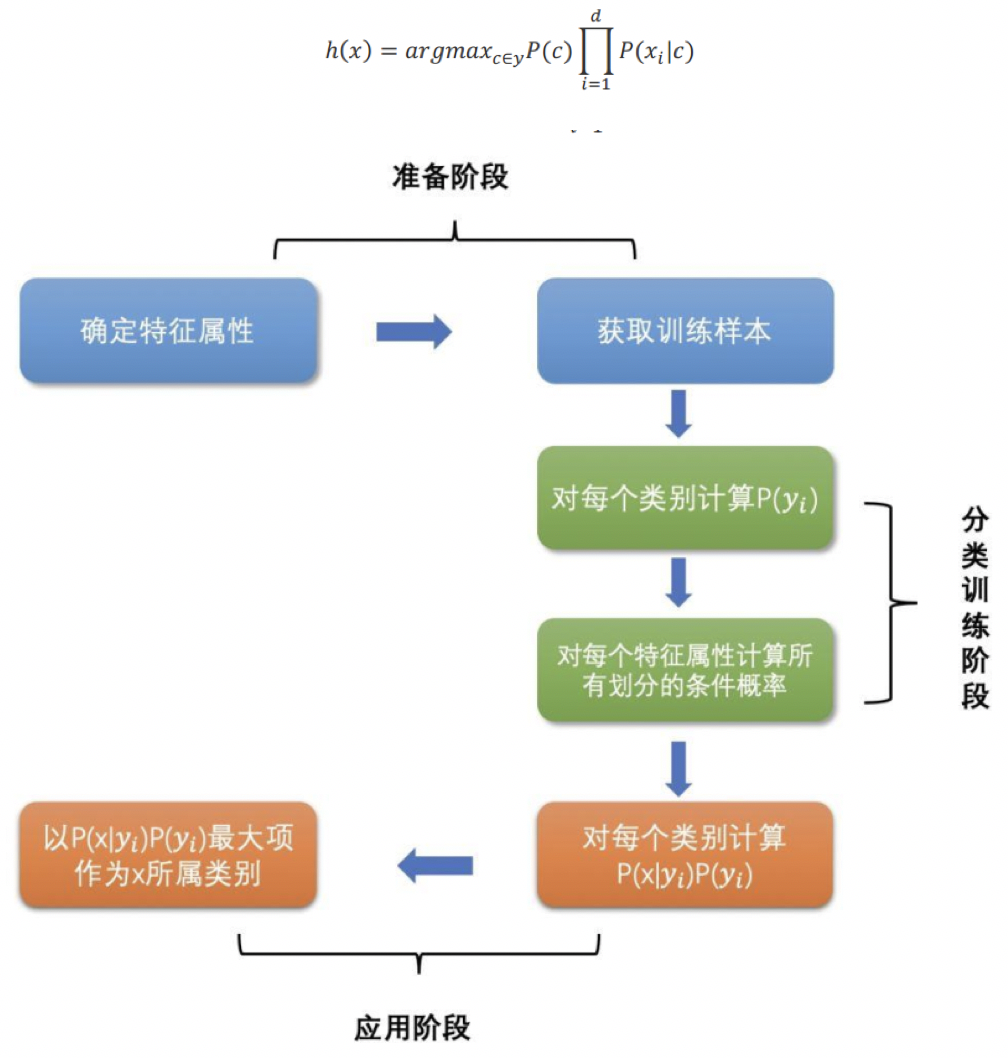 h(x) = argmax_{c∈y} P(c) ∏_{i=1}^{d} P(x_i|c)
准备阶段
确定特征属性
获取训练样本
对每个类别计算P(y_i)
对每个特征属性计算所
有划分的条件概率
分类训练阶段
以P(x|y_i)P(y_i)最大项
作为x所属类别
对每个类别计算
P(x|y_i)P(y_i)
应用阶段